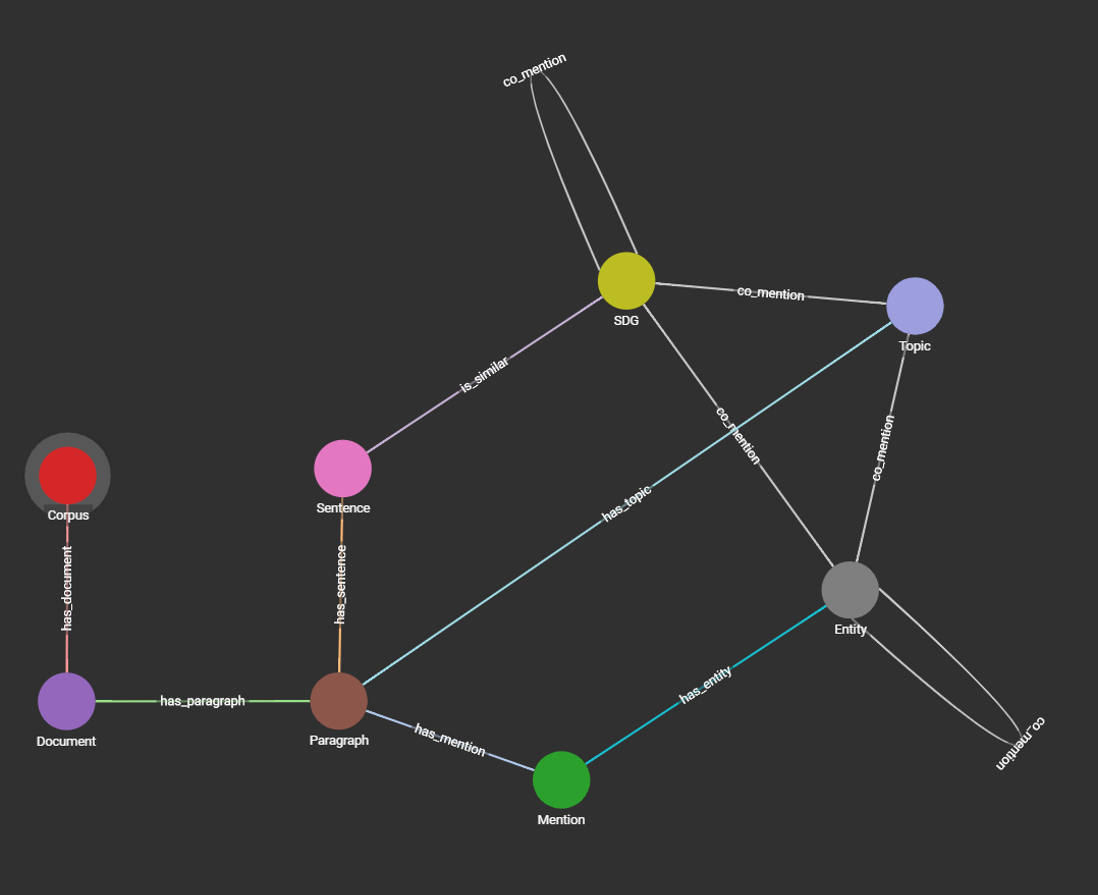 co_mention
SDG
co_mention
Topic
is_similar
co_mention
co_mention
Sentence
has_topic
Corpus
has_document
has_sentence
Entity
has_entity
has_paragraph
Document
Paragraph
has_mention
co_mention
Mention